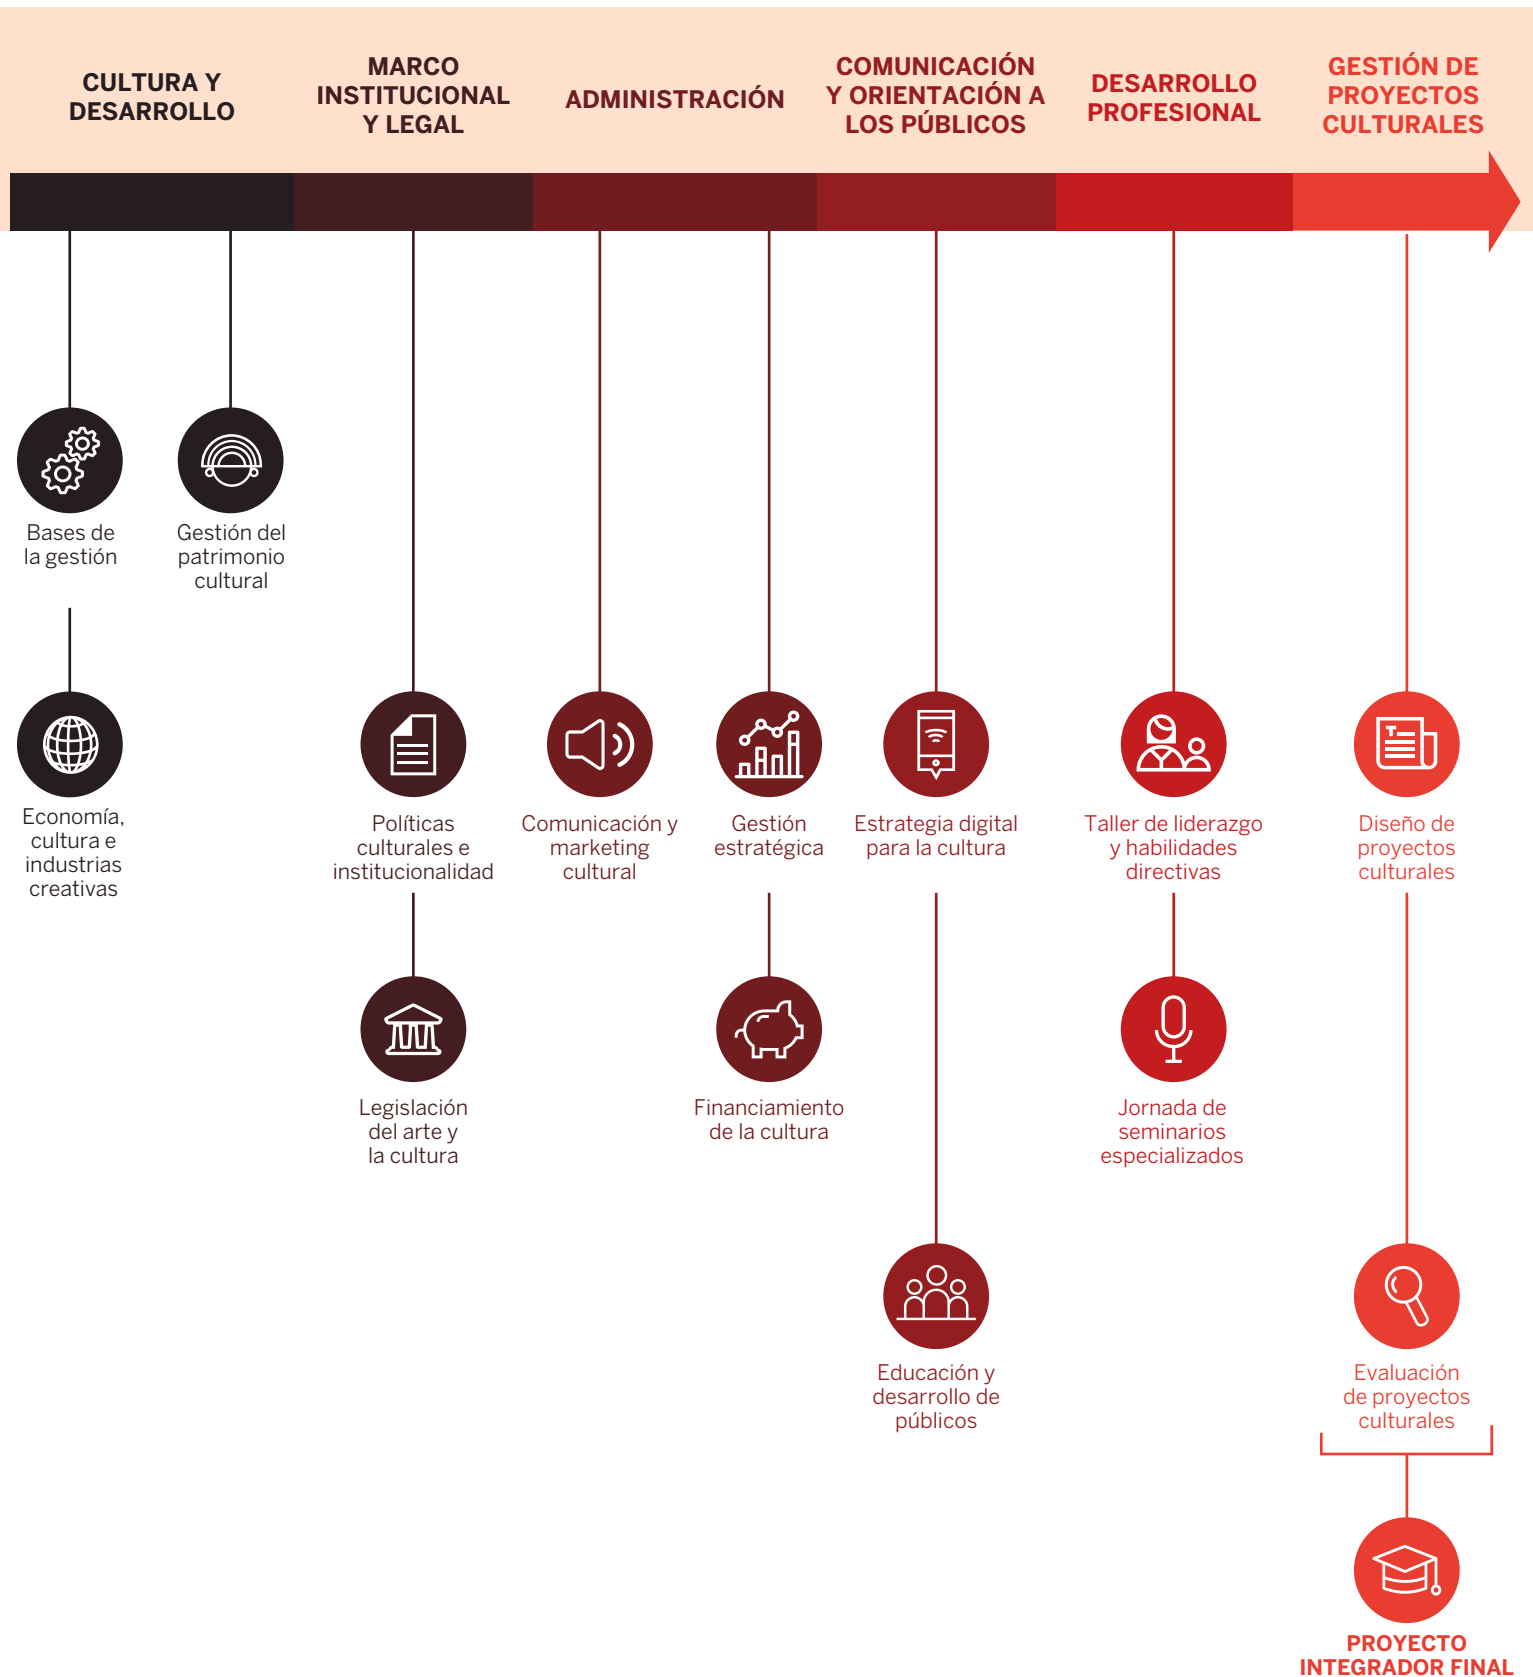 CULTURA Y
DESARROLLO
MARCO
INSTITUCIONAL
Y LEGAL
ADMINISTRACIÓN
COMUNICACIÓN
Y ORIENTACIÓN A
LOS PÚBLICOS
DESARROLLO
PROFESIONAL
GESTIÓN DE
PROYECTOS
CULTURALES
Bases de
la gestión
Gestión del
patrimonio
cultural
Economía,
cultura e
industrias
creativas
Políticas
culturales e
institucionalidad
Comunicación y
marketing
cultural
Gestión
estratégica
Estrategia digital
para la cultura
Taller de liderazgo
y habilidades
directivas
Diseño de
proyectos
culturales
Legislación
del arte y
la cultura
Financiamiento
de la cultura
Jornada de
seminarios
especializados
Educación y
desarrollo de
públicos
Evaluación
de proyectos
culturales
PROYECTO
INTEGRADOR FINAL